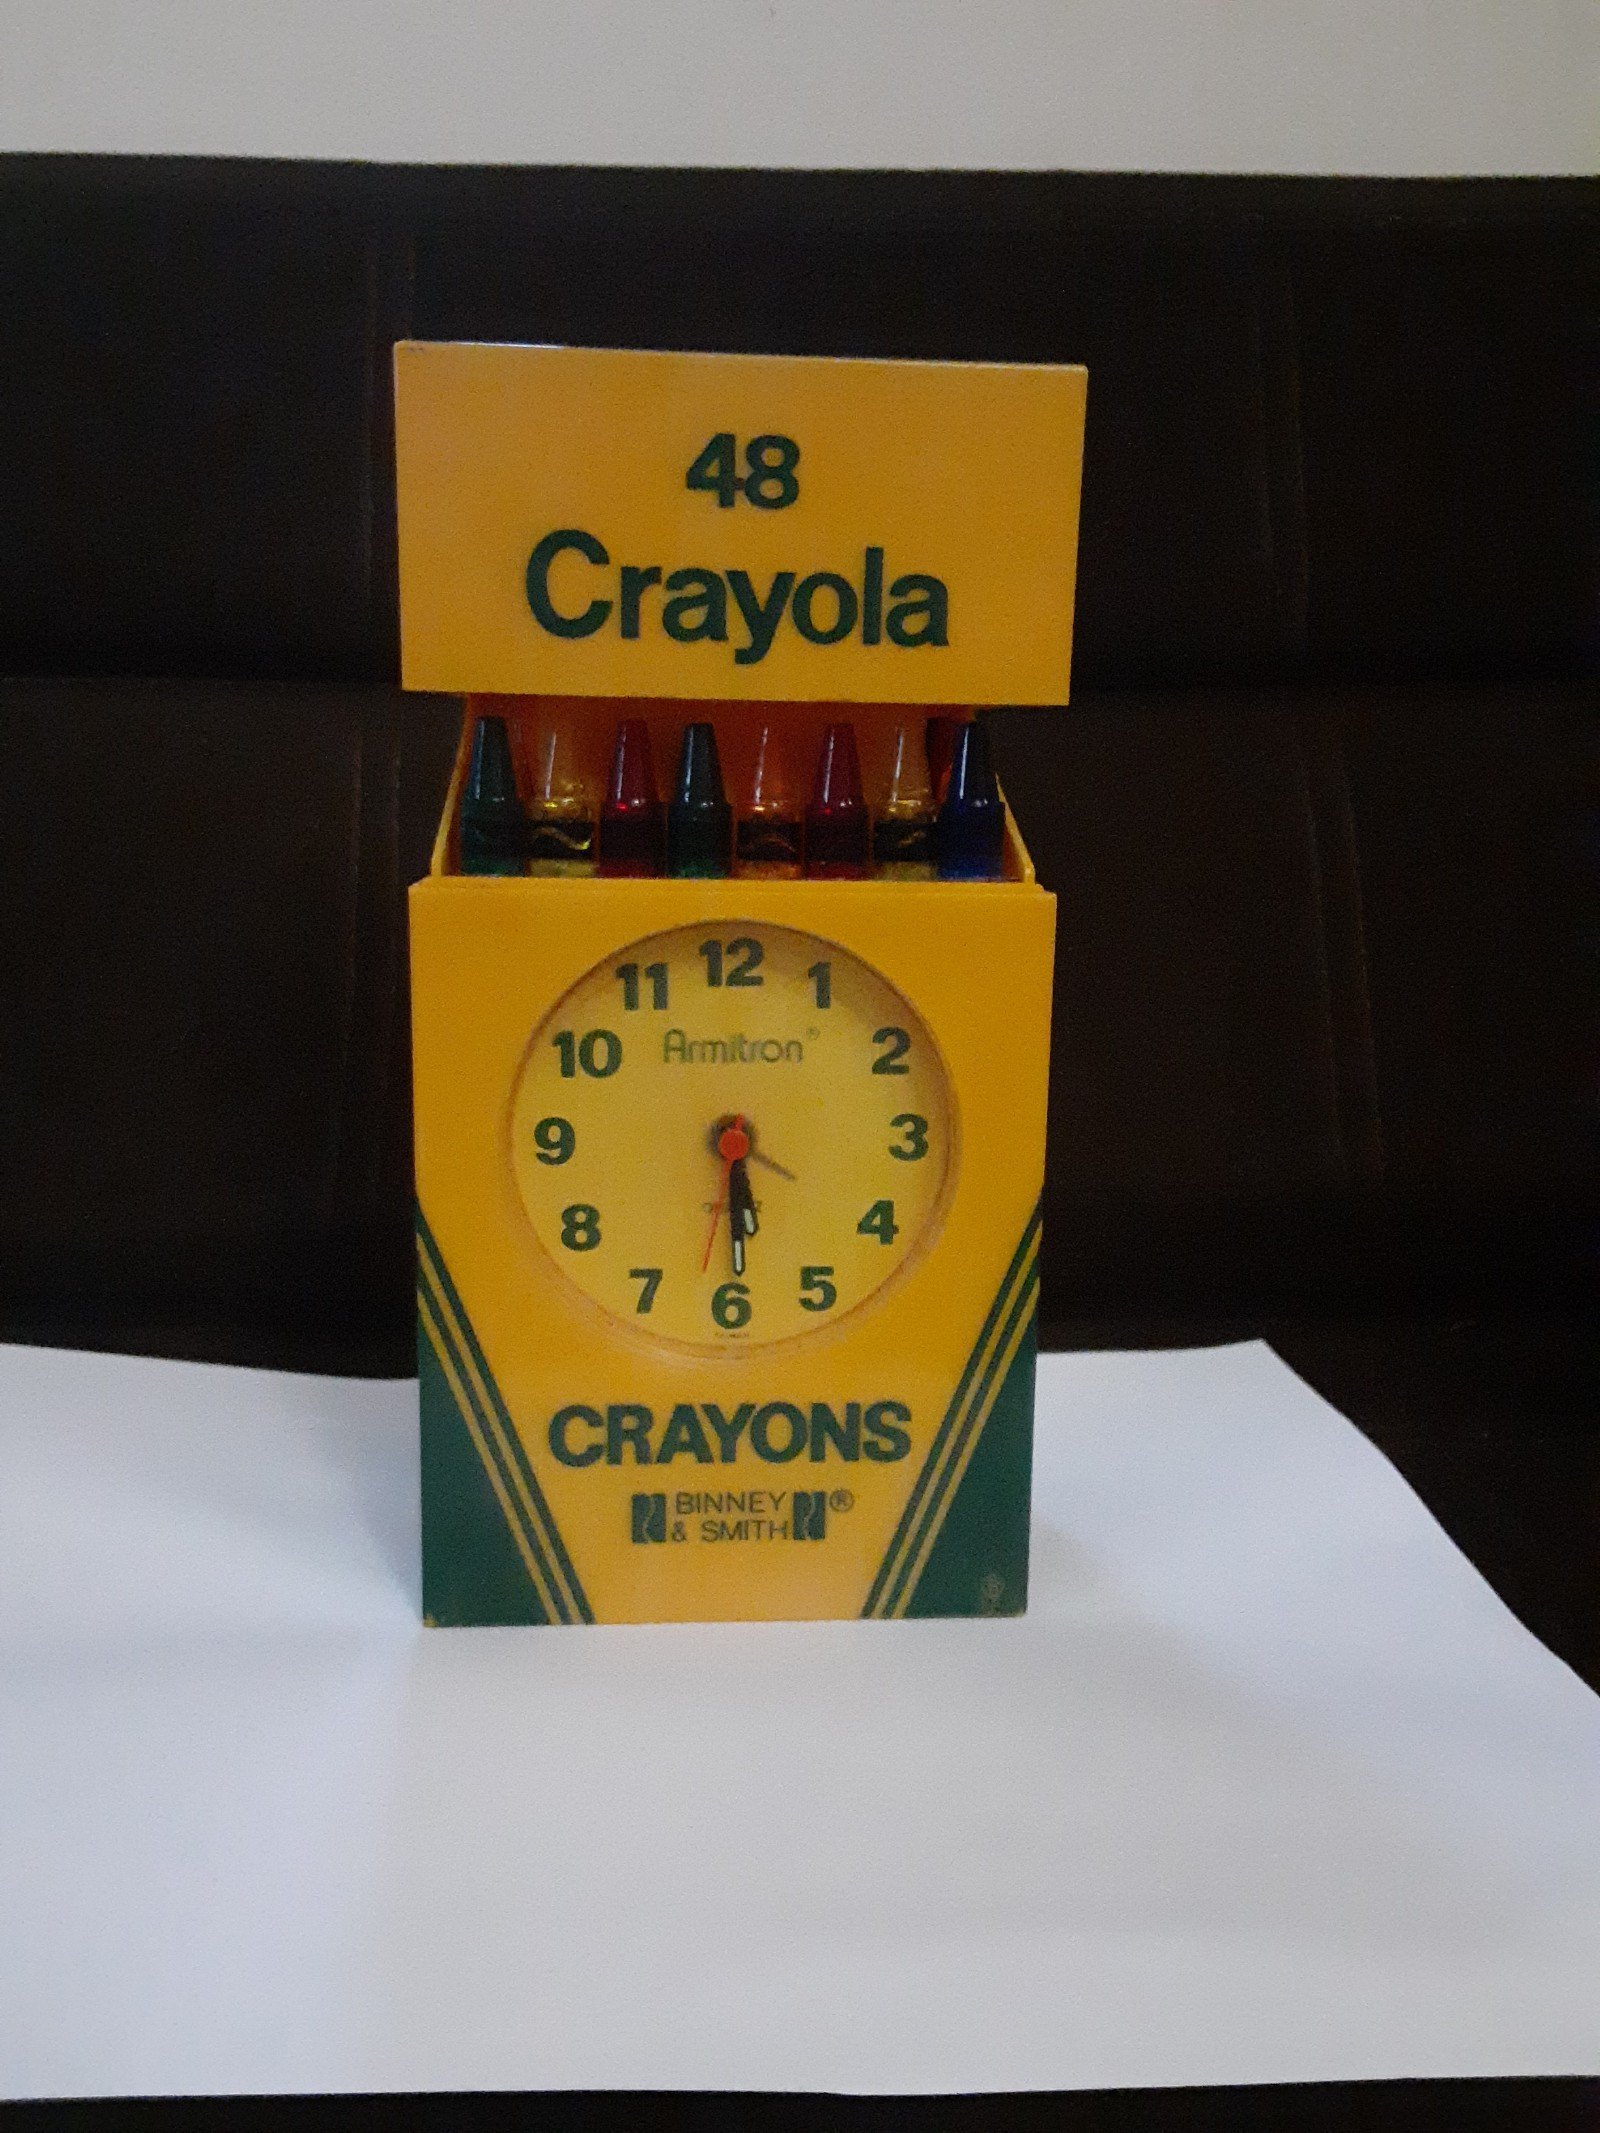 48
Crayola
12
11 1
10 Armitron® 2
9 3
8 4
7 5
6
CRAYONS
BINNEY ®
& SMITH